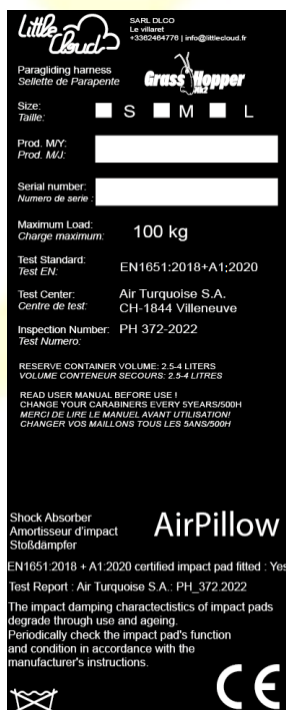 Little Cloud
SARL DLCO
Le villaret
+3362464776 | info@littlecloud.fr
Paragliding harness
Sellette de Parapente
Grass Hopper
Mk2
Size:
Taille:
S M L
Prod. M/Y:
Prod. M/J:
Serial number:
Numero de serie :
Maximum Load:
Charge maximum:
100 kg
Test Standard:
Test EN:
EN1651:2018+A1;2020
Test Center:
Centre de test:
Air Turquoise S.A.
CH-1844 Villeneuve
Inspection Number:
Test Numero:
PH 372-2022
RESERVE CONTAINER VOLUME: 2.5-4 LITERS
VOLUME CONTENEUR SECOURS: 2.5-4 LITRES
READ USER MANUAL BEFORE USE !
CHANGE YOUR CARABINERS EVERY 5YEARS/500H
MERCI DE LIRE LE MANUEL AVANT UTILISATION!
CHANGER VOS MAILLONS TOUS LES 5ANS/500H
Shock Absorber
Amortisseur d'impact
Stoßdämpfer
AirPillow
EN1651:2018 + A1:2020 certified impact pad fitted : Yes
Test Report : Air Turquoise S.A.: PH_372.2022
The impact damping charactectistics of impact pads
degrade through use and ageing.
Periodically check the impact pad's function
and condition in accordance with the
manufacturer's instructions.
CE